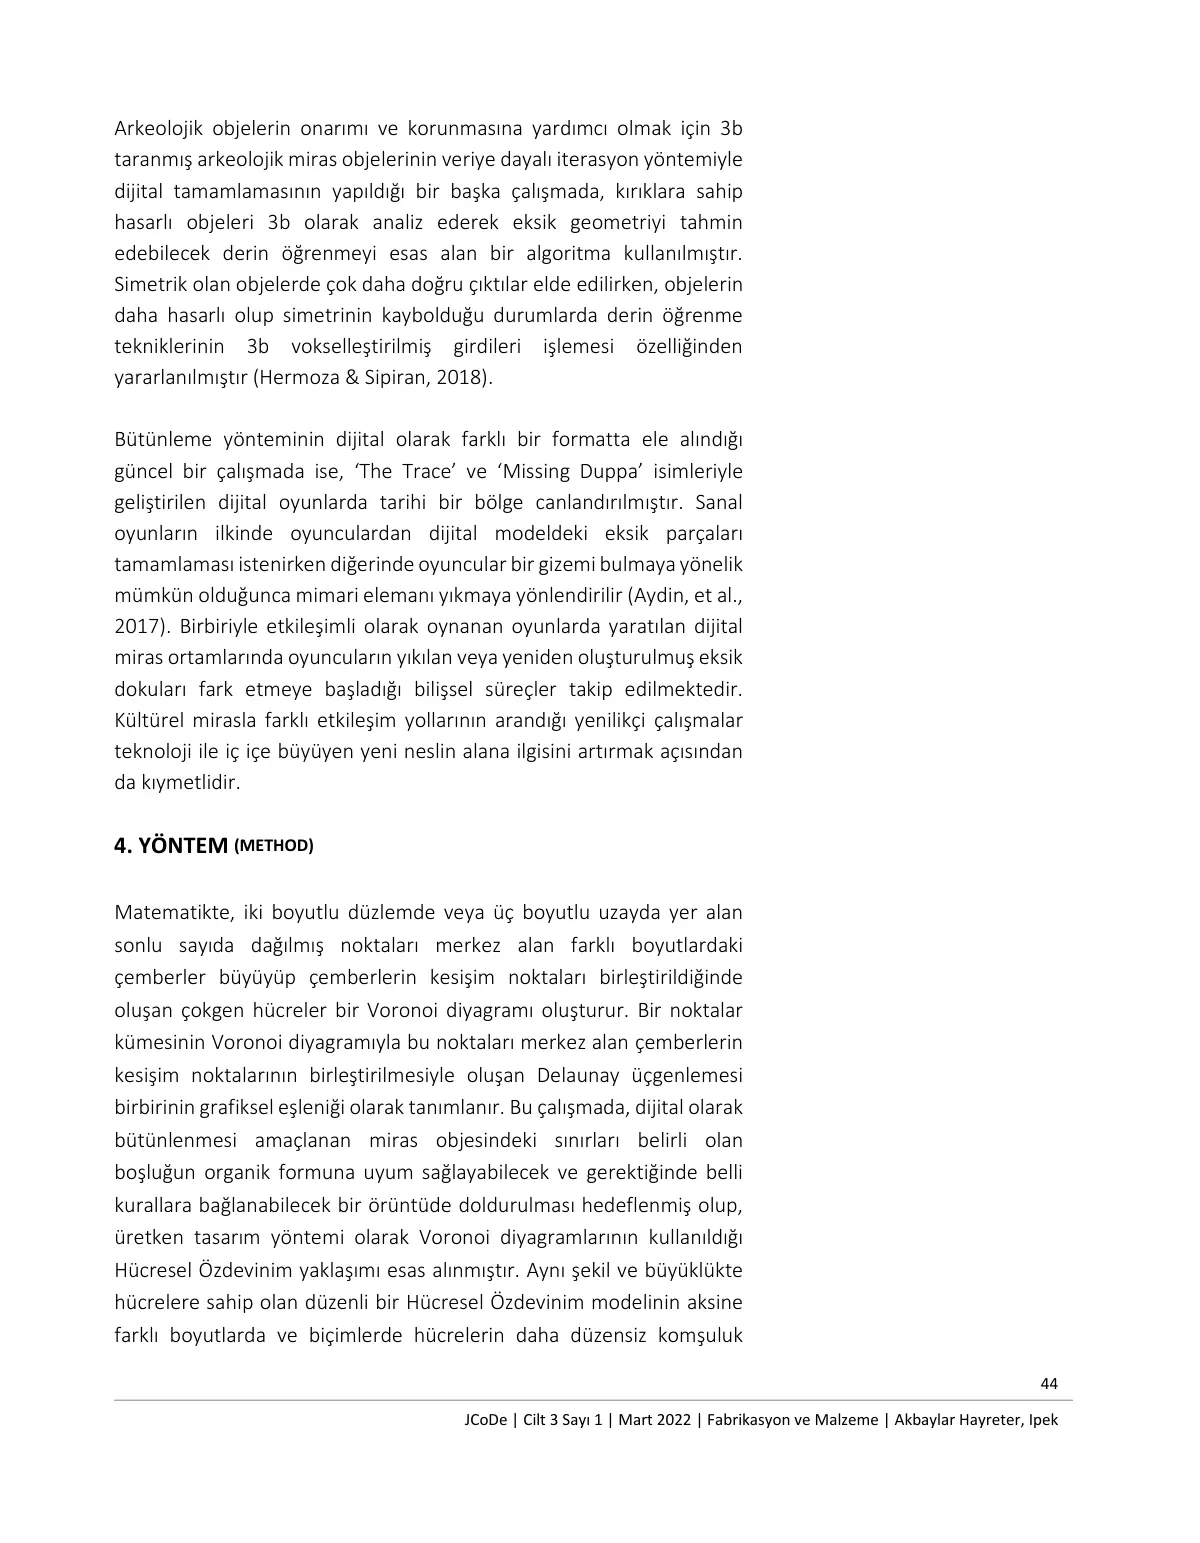 Arkeolojik objelerin onarımı ve korunmasına yardımcı olmak için 3b
taranmış arkeolojik miras objelerinin veriye dayalı iterasyon yöntemiyle
dijital tamamlamasının yapıldığı bir başka çalışmada, kırıklara sahip
hasarlı objeleri 3b olarak analiz ederek eksik geometriyi tahmin
edebilecek derin öğrenmeyi esas alan bir algoritma kullanılmıştır.
Simetrik olan objelerde çok daha doğru çıktılar elde edilirken, objelerin
daha hasarlı olup simetrinin kaybolduğu durumlarda derin öğrenme
tekniklerinin 3b vokselleştirilmiş girdileri işlemesi özelliğinden
yararlanılmıştır (Hermoza & Sipiran, 2018).
Bütünleme yönteminin dijital olarak farklı bir formatta ele alındığı
güncel bir çalışmada ise, ‘The Trace’ ve ‘Missing Duppa’ isimleriyle
geliştirilen dijital oyunlarda tarihi bir bölge canlandırılmıştır. Sanal
oyunların ilkinde oyunculardan dijital modeldeki eksik parçaları
tamamlaması istenirken diğerinde oyuncular bir gizemi bulmaya yönelik
mümkün olduğunca mimari elemanı yıkmaya yönlendirilir (Aydin, et al.,
2017). Birbiriyle etkileşimli olarak oynanan oyunlarda yaratılan dijital
miras ortamlarında oyuncuların yıkılan veya yeniden oluşturulmuş eksik
dokuları fark etmeye başladığı bilişsel süreçler takip edilmektedir.
Kültürel mirasla farklı etkileşim yollarının arandığı yenilikçi çalışmalar
teknoloji ile iç içe büyüyen yeni neslin alana ilgisini artırmak açısından
da kıymetlidir.
4. YÖNTEM (METHOD)
Matematikte, iki boyutlu düzlemde veya üç boyutlu uzayda yer alan
sonlu sayıda dağılmış noktaları merkez alan farklı boyutlardaki
çemberler büyüyüp çemberlerin kesişim noktaları birleştirildiğinde
oluşan çokgen hücreler bir Voronoi diyagramı oluşturur. Bir noktalar
kümesinin Voronoi diyagramıyla bu noktaları merkez alan çemberlerin
kesişim noktalarının birleştirilmesiyle oluşan Delaunay üçgenlemesi
birbirinin grafiksel eşleniği olarak tanımlanır. Bu çalışmada, dijital olarak
bütünlenmesi amaçlanan miras objesindeki sınırları belirli olan
boşluğun organik formuna uyum sağlayabilecek ve gerektiğinde belli
kurallara bağlanabilecek bir örüntüde doldurulması hedeflenmiş olup,
üretken tasarım yöntemi olarak Voronoi diyagramlarının kullanıldığı
Hücresel Özdevinim yaklaşımı esas alınmıştır. Aynı şekil ve büyüklükte
hücrelere sahip olan düzenli bir Hücresel Özdevinim modelinin aksine
farklı boyutlarda ve biçimlerde hücrelerin daha düzensiz komşuluk
44
JCoDe | Cilt 3 Sayı 1 | Mart 2022 | Fabrikasyon ve Malzeme | Akbaylar Hayreter, Ipek